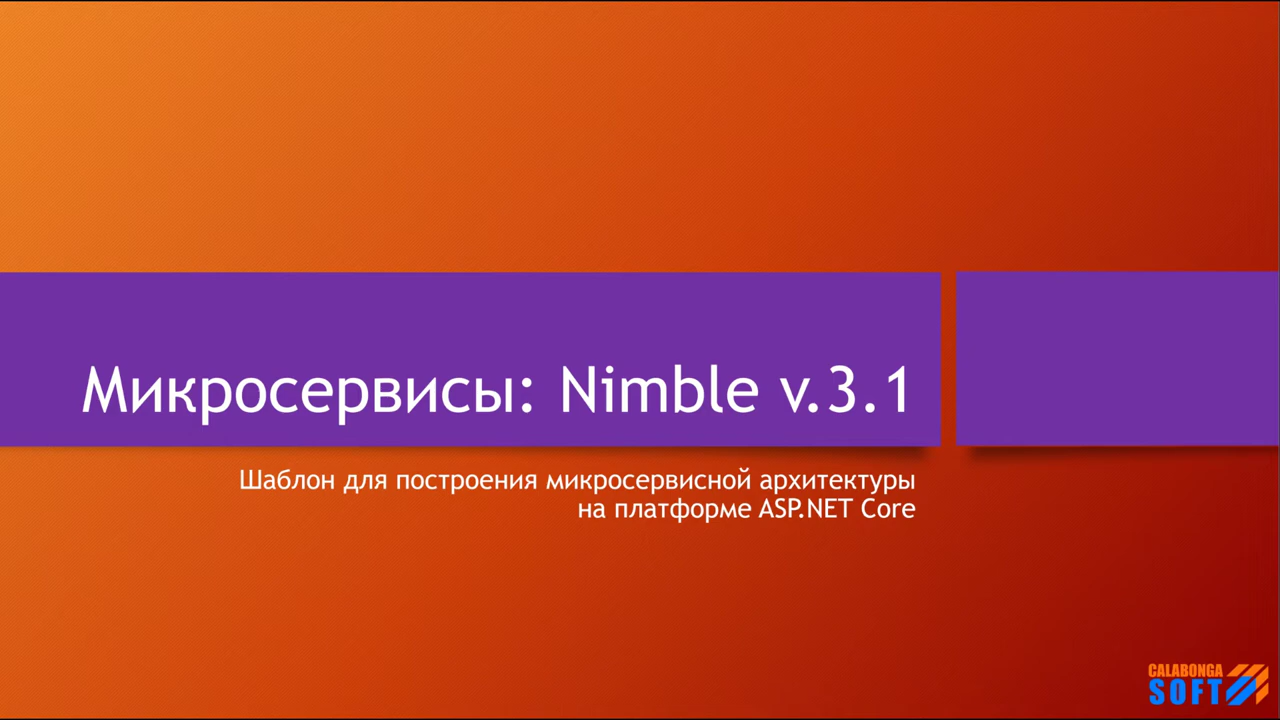 Микросервисы: Nimble v.3.1
Шаблон для построения микросервисной архитектуры
на платформе ASP.NET Core
CALABONGA
SOFT